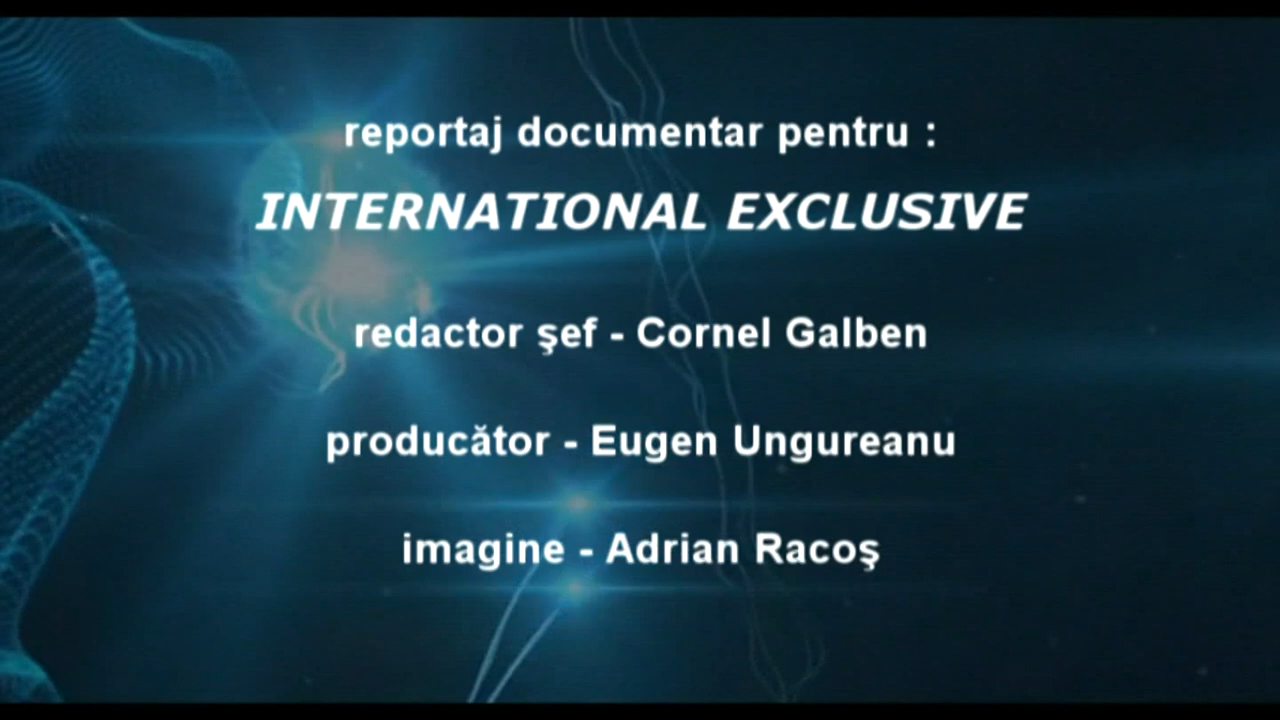 reportaj documentar pentru :
INTERNATIONAL EXCLUSIVE
redactor şef - Cornel Galben
producător - Eugen Ungureanu
imagine - Adrian Racoş